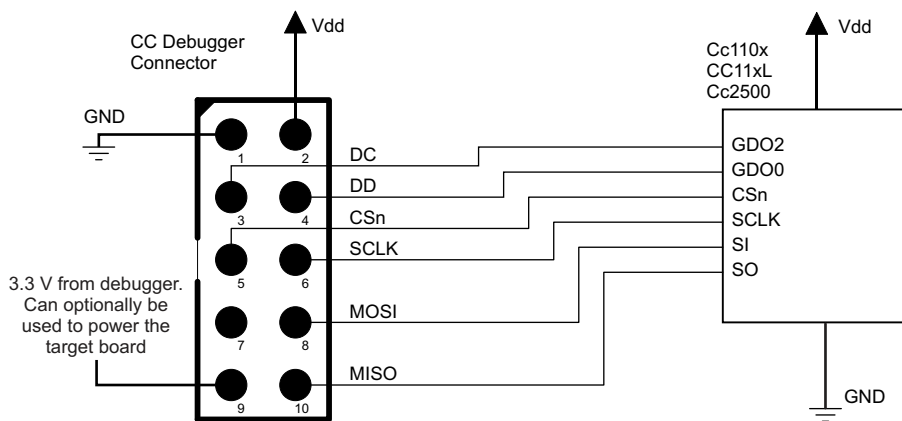 CC Debugger
Connector
Vdd
GND
1
2
3
4
5
6
7
8
9
10
DC
DD
CSn
SCLK
MOSI
MISO
3.3 V from debugger.
Can optionally be
used to power the
target board
Cc110x
CC11xL
Cc2500
Vdd
GDO2
GDO0
CSn
SCLK
SI
SO
GND